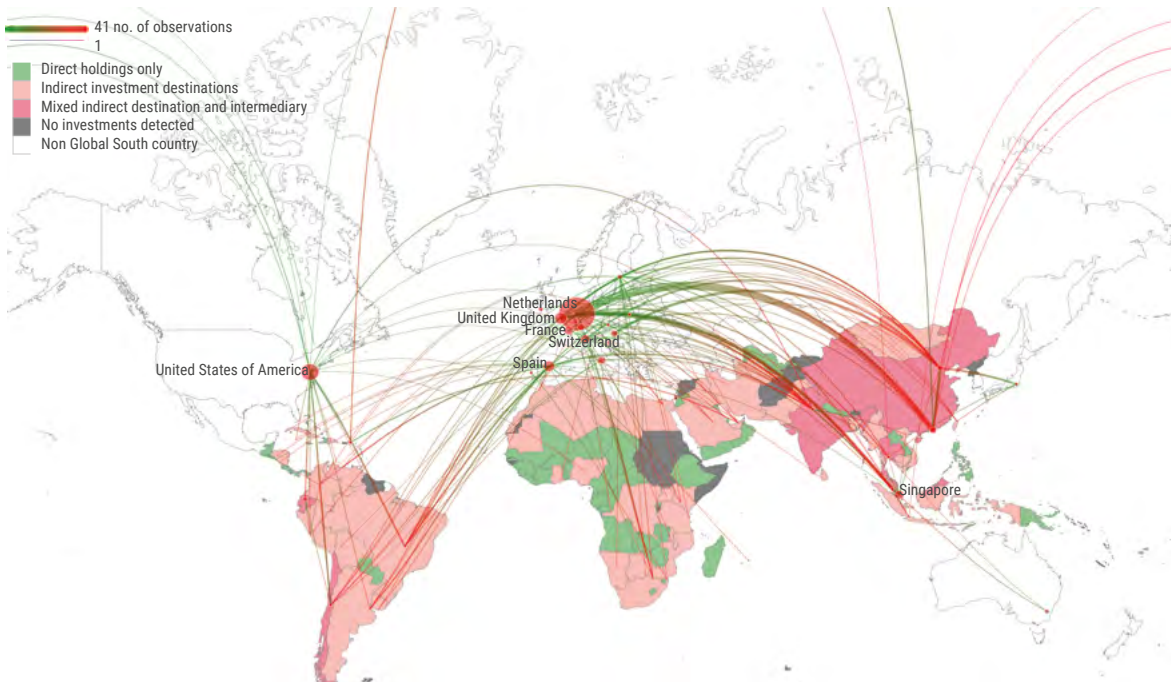 41 no. of observations
1
Direct holdings only
Indirect investment destinations
Mixed indirect destination and intermediary
No investments detected
Non Global South country
Netherlands
United Kingdom
France
Switzerland
Spain
United States of America
Singapore